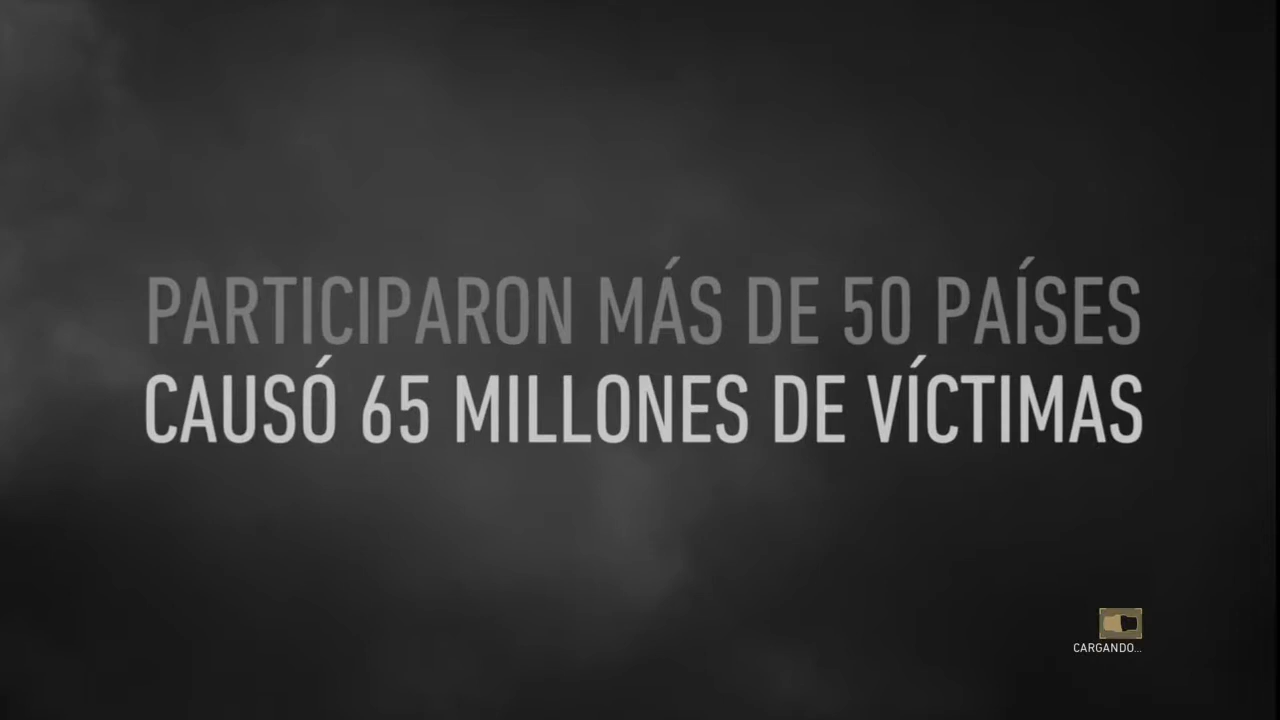 PARTICIPARON MÁS DE 50 PAÍSES
CAUSÓ 65 MILLONES DE VÍCTIMAS
CARGANDO...